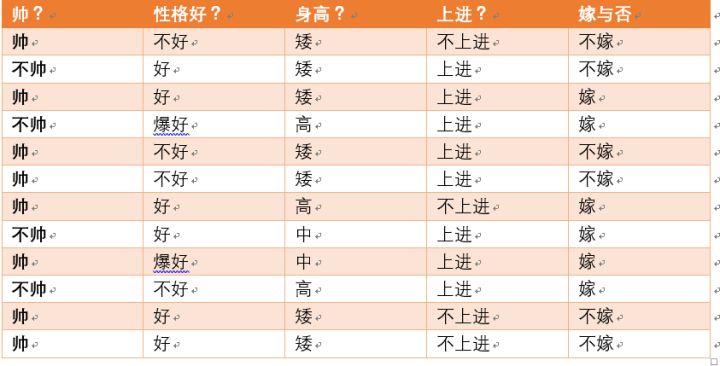 帅？ 性格好？ 身高？ 上进？ 嫁与否
帅 不好 矮 不上进 不嫁
不帅 好 矮 上进 不嫁
帅 好 矮 上进 嫁
不帅 爆好 高 上进 嫁
帅 不好 矮 上进 不嫁
帅 不好 矮 上进 不嫁
帅 好 高 不上进 嫁
不帅 好 中 上进 嫁
帅 爆好 中 上进 嫁
不帅 不好 高 上进 嫁
帅 好 矮 不上进 不嫁
帅 好 矮 不上进 不嫁